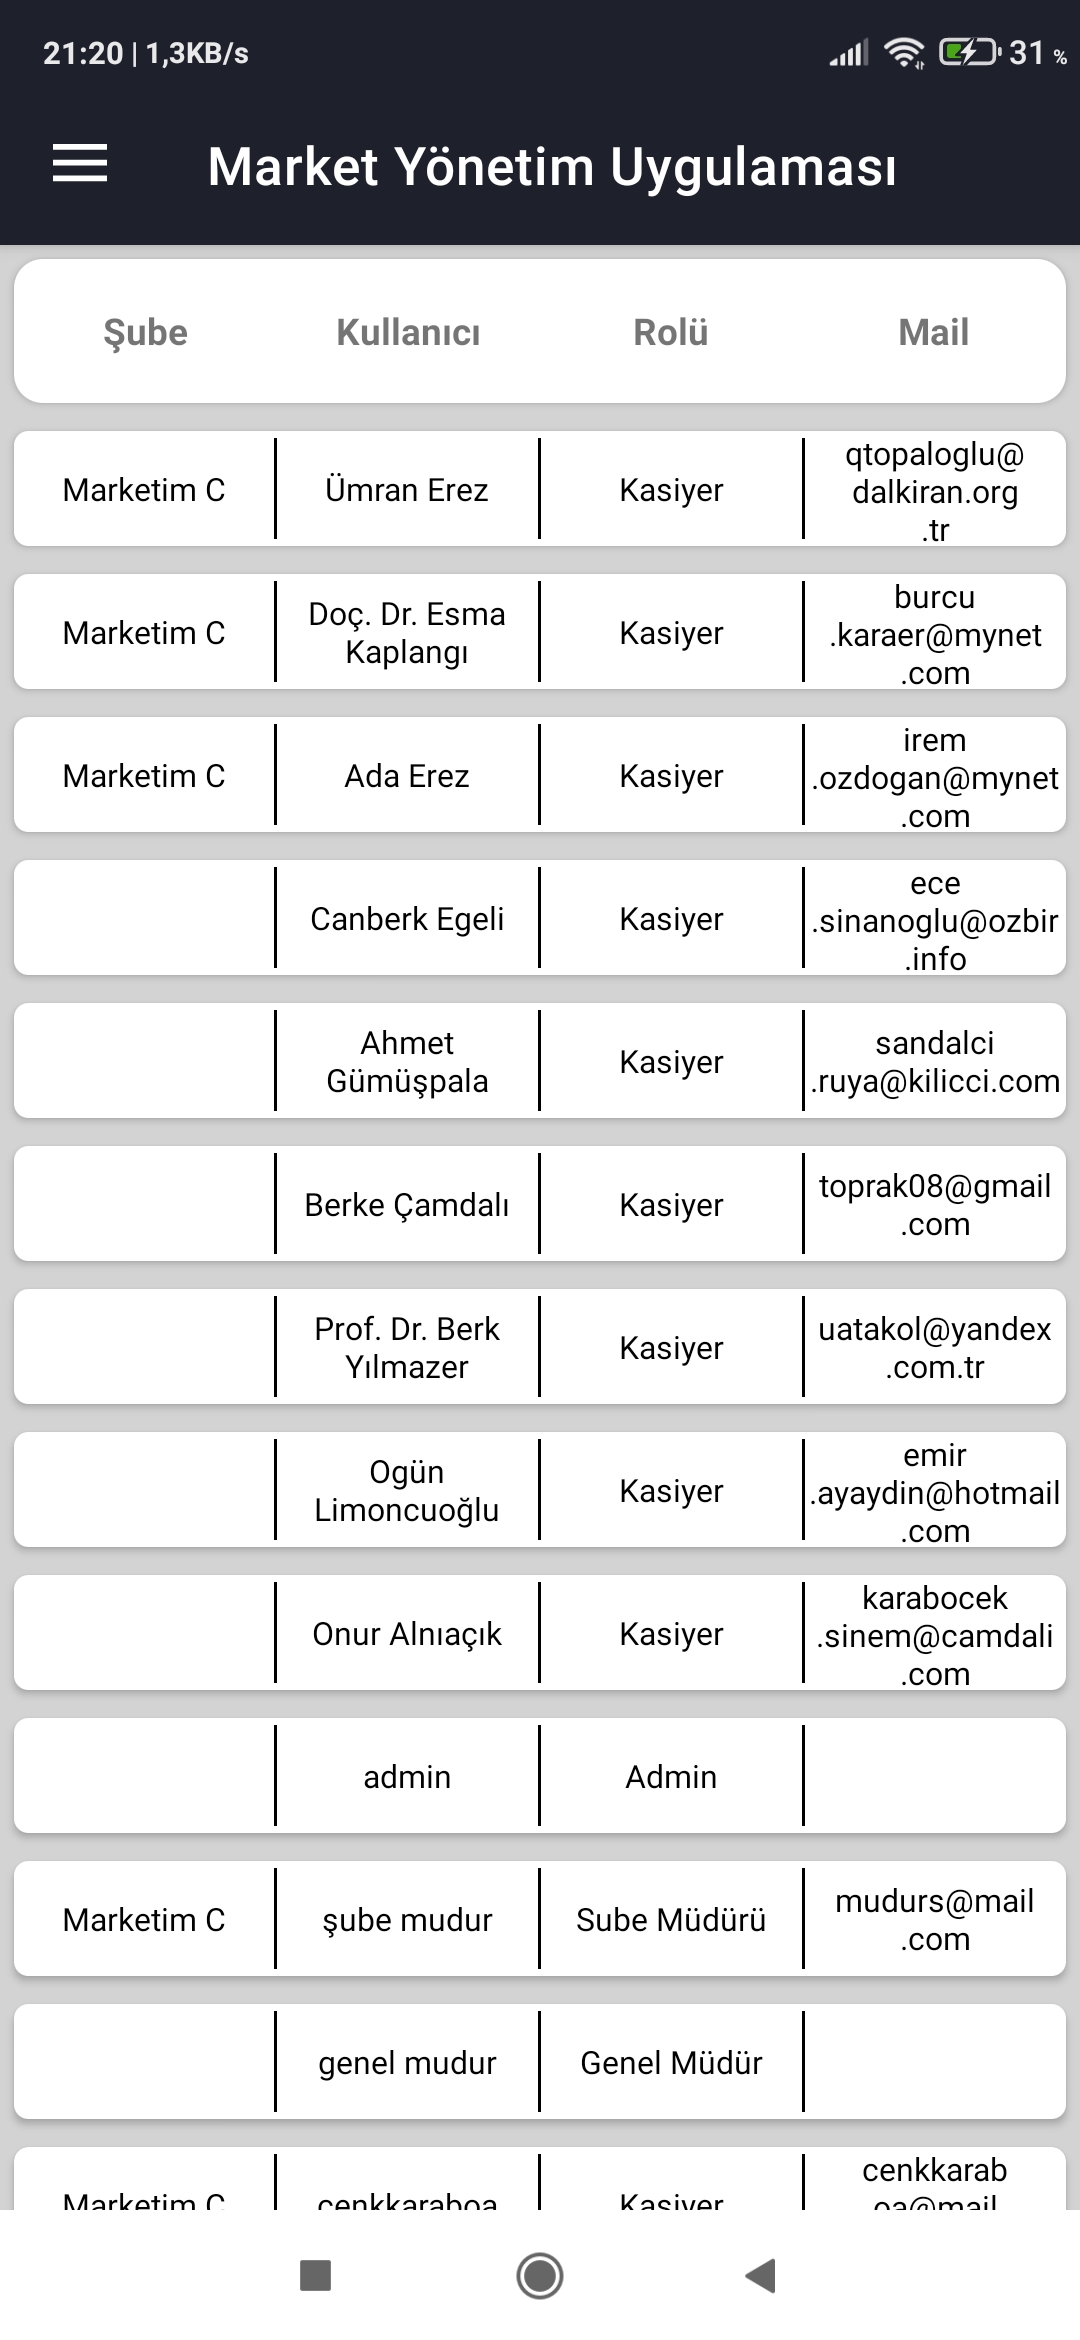 21:20 | 1,3KB/s
31 %
Market Yönetim Uygulaması
Şube Kullanıcı Rolü Mail
Marketim C Ümran Erez Kasiyer qtopaloglu@
dalkiran.org
.tr
Marketim C Doç. Dr. Esma
Kaplangı Kasiyer burcu
.karaer@mynet
.com
Marketim C Ada Erez Kasiyer irem
.ozdogan@mynet
.com
Canberk Egeli Kasiyer ece
.sinanoglu@ozbir
.info
Ahmet
Gümüşpala Kasiyer sandalci
.ruya@kilicci.com
Berke Çamdalı Kasiyer toprak08@gmail
.com
Prof. Dr. Berk
Yılmazer Kasiyer uatakol@yandex
.com.tr
Ogün
Limoncuoğlu Kasiyer emir
.ayaydin@hotmail
.com
Onur Alnıaçık Kasiyer karabocek
.sinem@camdali
.com
admin Admin
Marketim C şube mudur Sube Müdürü mudurs@mail
.com
genel mudur Genel Müdür
Marketim C cenkkaraboa Kasiyer cenkkarab
oa@mail